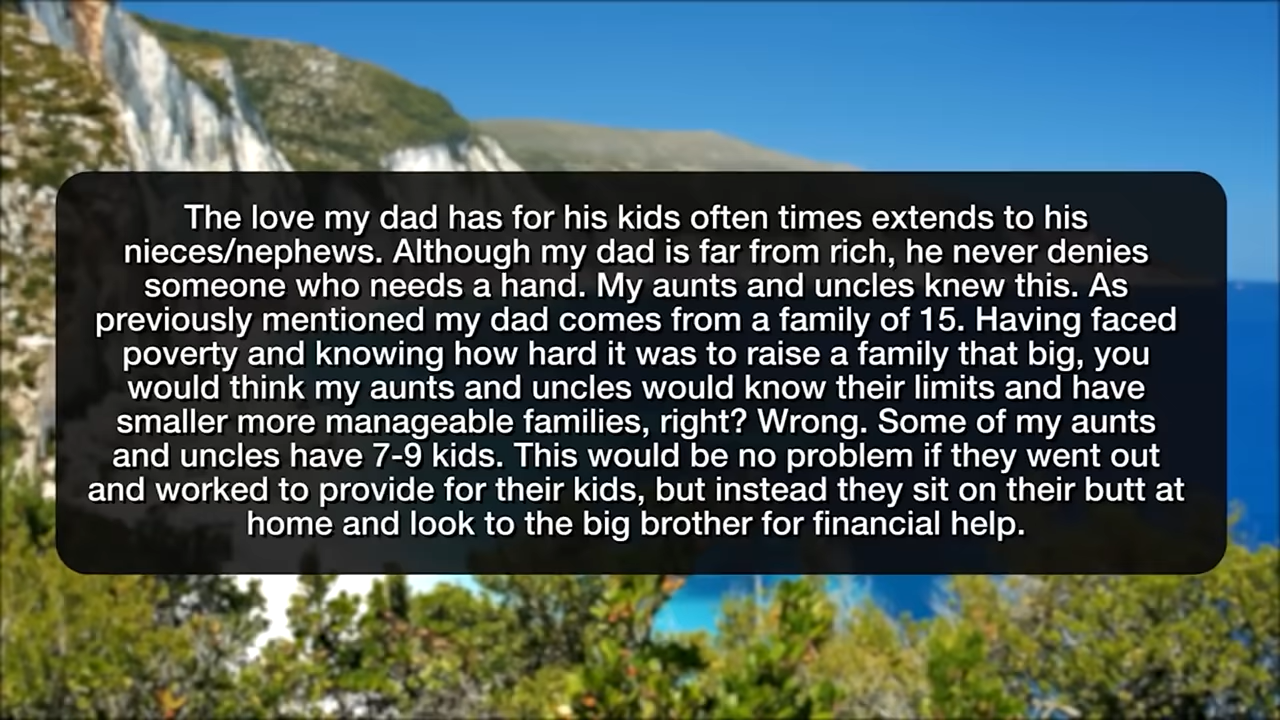 The love my dad has for his kids often times extends to his
nieces/nephews. Although my dad is far from rich, he never denies
someone who needs a hand. My aunts and uncles knew this. As
previously mentioned my dad comes from a family of 15. Having faced
poverty and knowing how hard it was to raise a family that big, you
would think my aunts and uncles would know their limits and have
smaller more manageable families, right? Wrong. Some of my aunts
and uncles have 7-9 kids. This would be no problem if they went out
and worked to provide for their kids, but instead they sit on their butt at
home and look to the big brother for financial help.